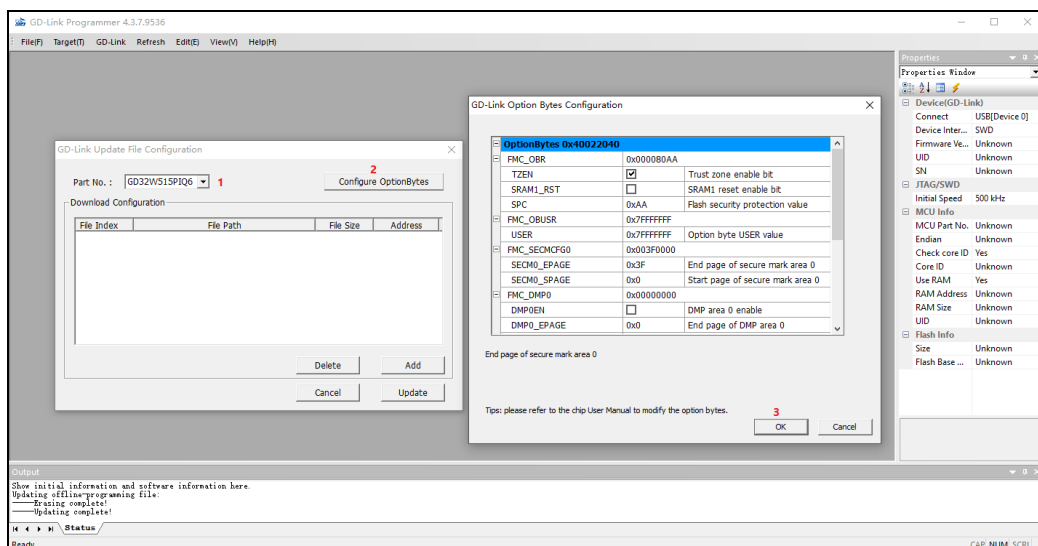 GD-Link Programmer 4.3.7.9536
File(F) Target(T) GD-Link Refresh Edit(E) View(V) Help(H)
GD-Link Update File Configuration
Part No. : GD32W515PIQ6 1
2
Configure OptionBytes
Download Configuration
File Index File Path File Size Address
Delete Add
Cancel Update
GD-Link Option Bytes Configuration
OptionBytes 0x40022040
FMC_OBR 0x000080AA
TZEN Trust zone enable bit
SRAM1_RST SRAM1 reset enable bit
SPC 0xAA Flash security protection value
FMC_OBUSR 0x7FFFFFFF
USER 0x7FFFFFFF Option byte USER value
FMC_SECMCFG0 0x003F0000
SECM0_EPAGE 0x3F End page of secure mark area 0
SECM0_SPAGE 0x0 Start page of secure mark area 0
FMC_DMP0 0x00000000
DMP0EN DMP area 0 enable
DMP0_EPAGE 0x0 End page of DMP area 0
End page of secure mark area 0
Tips: please refer to the chip User Manual to modify the option bytes.
3
OK Cancel
Properties
Properties Window
Device(GD-Link)
Connect USB[Device 0]
Device Inter... SWD
Firmware Ve... Unknown
UID Unknown
SN Unknown
JTAG/SWD
Initial Speed 500 kHz
MCU Info
MCU Part No. Unknown
Endian Unknown
Check core ID Yes
Core ID Unknown
Use RAM Yes
RAM Address Unknown
RAM Size Unknown
UID Unknown
Flash Info
Size Unknown
Flash Base ... Unknown
Output
Show initial information and software information here.
Updating offline-programming file:
——Erasing complete!
——Updating complete!
Status
Ready CAP NUM SCRL